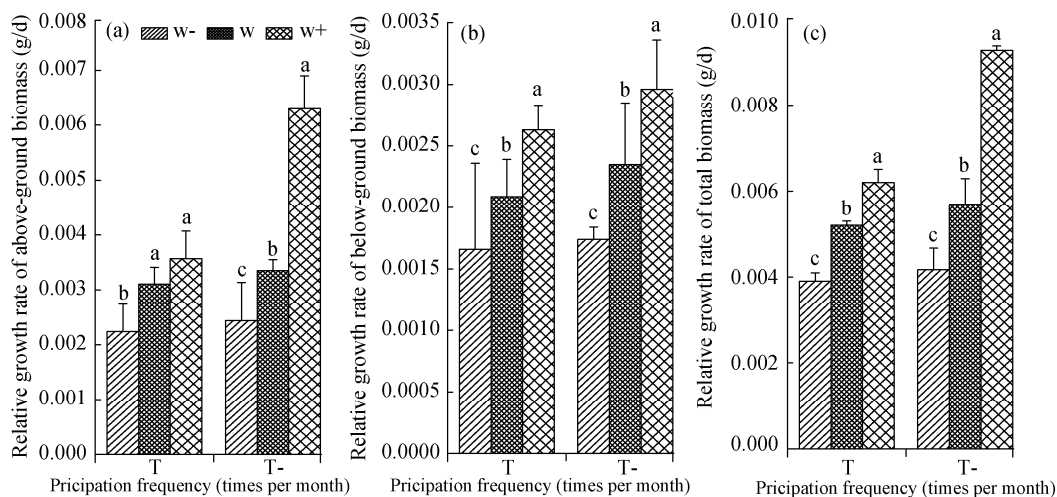 Relative growth rate of above-ground biomass (g/d)
0.008
0.007
0.006
0.005
0.004
0.003
0.002
0.001
0.000
(a)
w- w w+
b a a c b a
T T-
Pricipation frequency (times per month)
Relative growth rate of below-ground biomass (g/d)
0.0035
0.0030
0.0025
0.0020
0.0015
0.0010
0.0005
0.0000
(b)
c b a c b a
T T-
Pricipation frequency (times per month)
Relative growth rate of total biomass (g/d)
0.010
0.008
0.006
0.004
0.002
0.000
(c)
c b a c b a
T T-
Pricipation frequency (times per month)